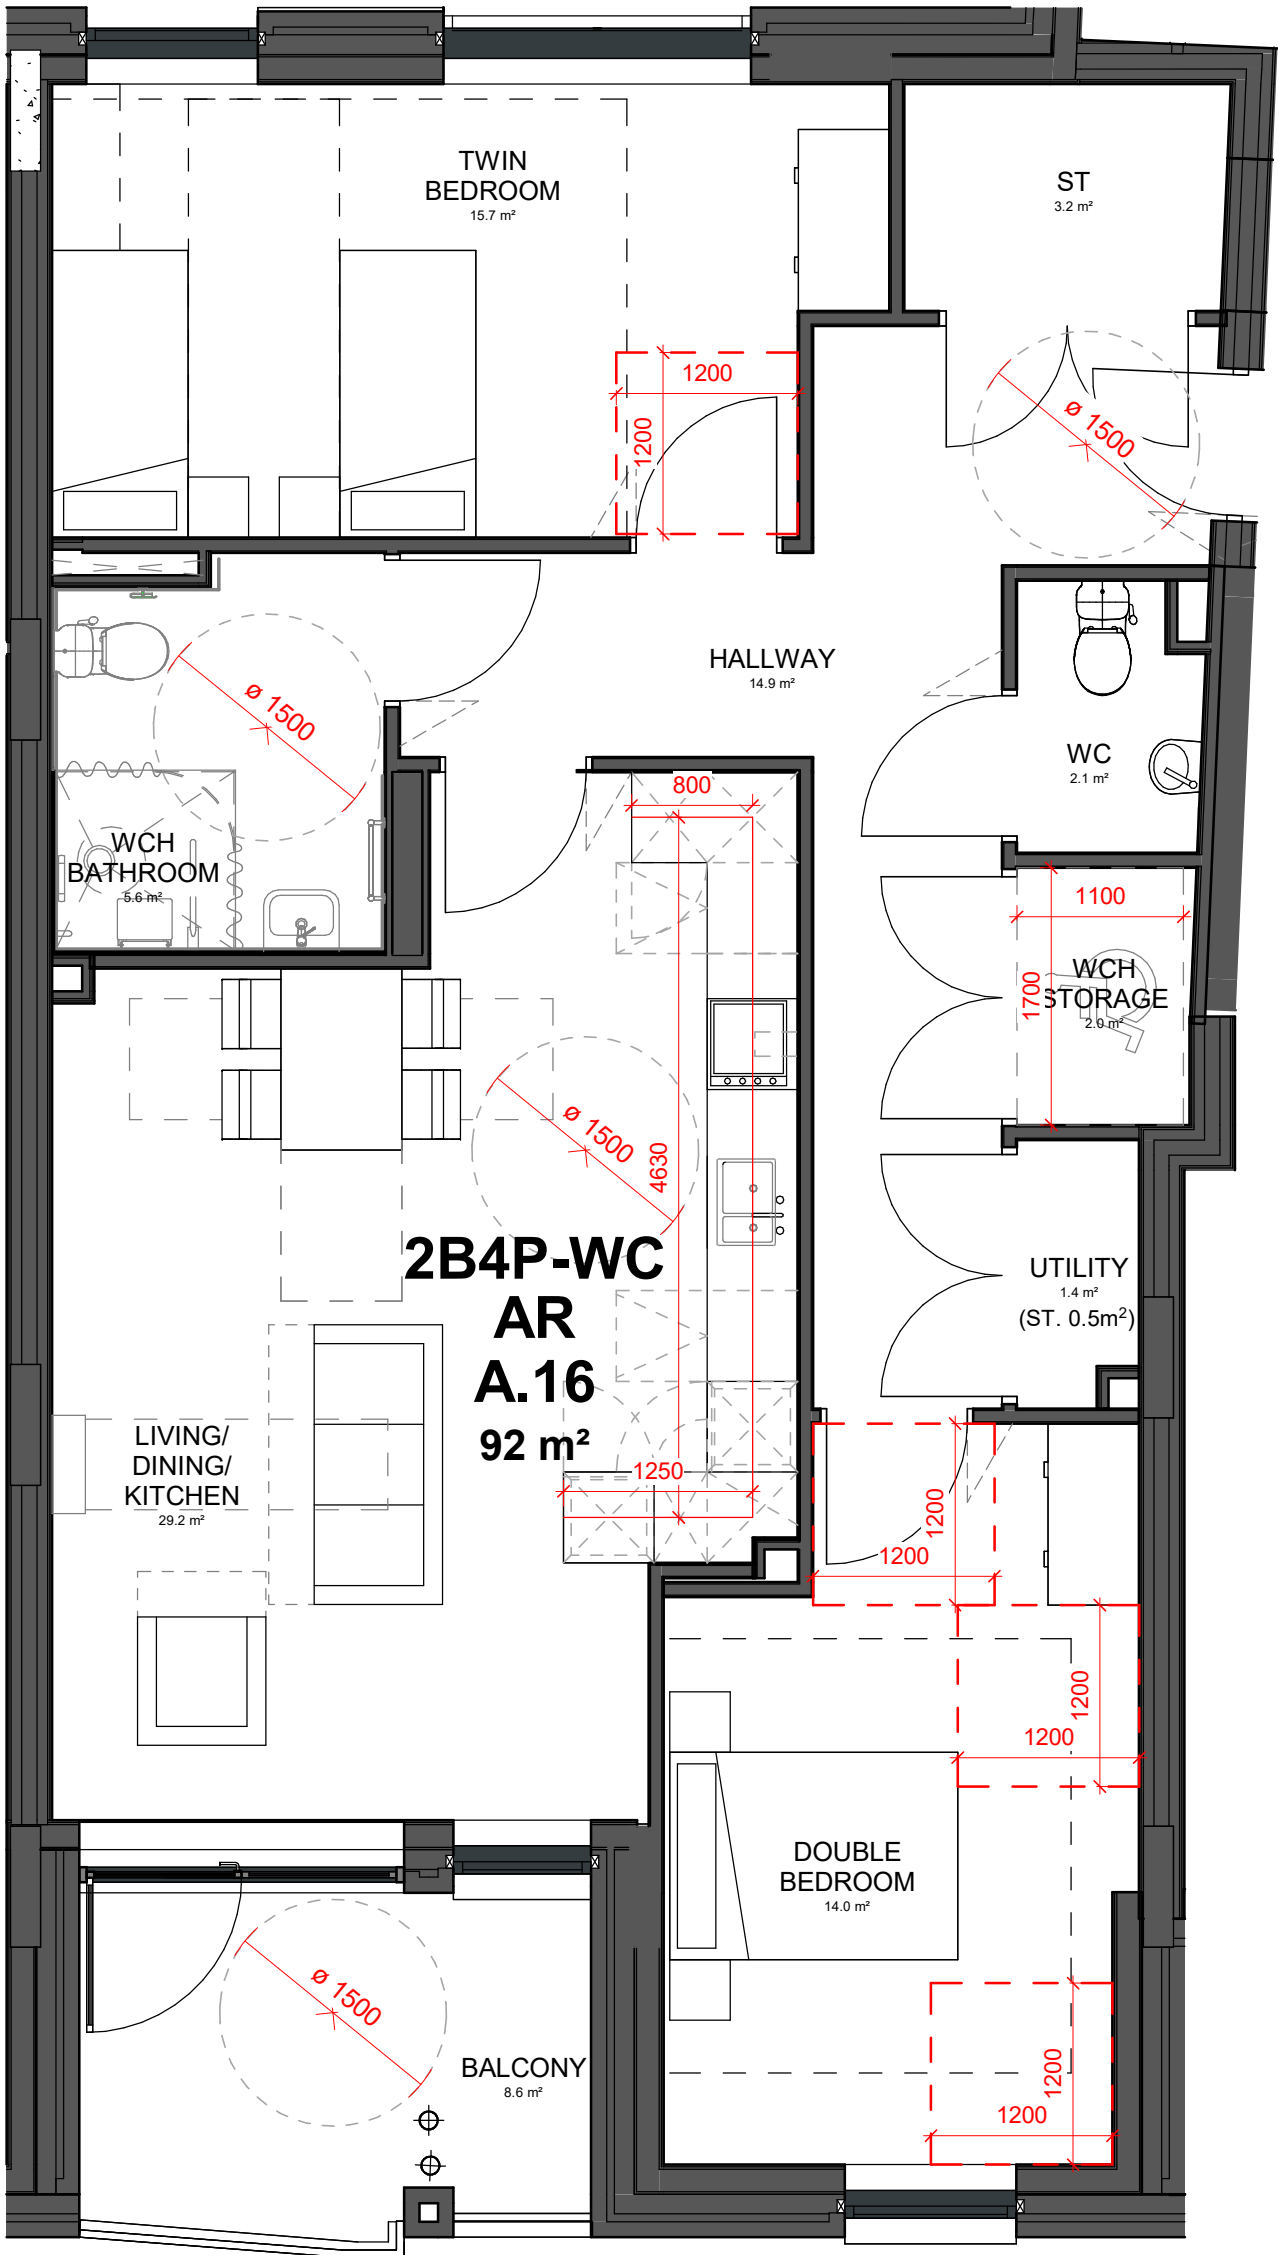 TWIN
BEDROOM
15.7 m²
ST
3.2 m²
1200
1200
ø 1500
HALLWAY
14.9 m²
ø 1500
WC
2.1 m²
800
WCH
BATHROOM
5.6 m²
1100
1700
WCH
STORAGE
2.0 m²
ø 1500
4630
2B4P-WC
AR
A.16
92 m²
UTILITY
1.4 m²
(ST. 0.5m²)
LIVING/
DINING/
KITCHEN
29.2 m²
1250
1200
1200
1200
1200
DOUBLE
BEDROOM
14.0 m²
ø 1500
BALCONY
8.6 m²
1200
1200